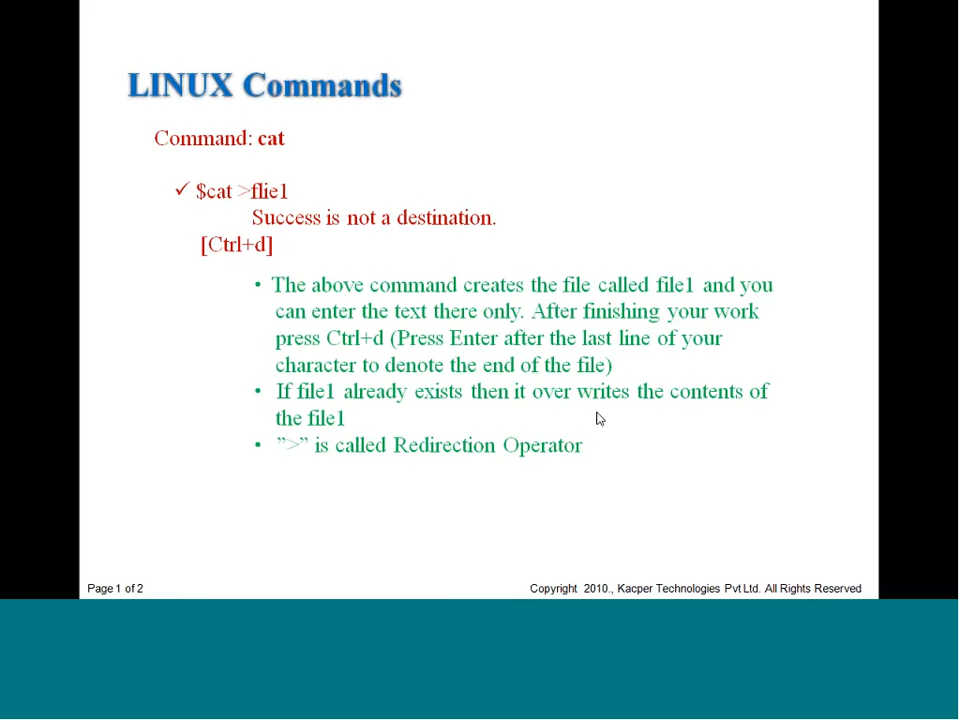 LINUX Commands
Command: cat
✓ $cat >flie1
Success is not a destination.
[Ctrl+d]
• The above command creates the file called file1 and you
can enter the text there only. After finishing your work
press Ctrl+d (Press Enter after the last line of your
character to denote the end of the file)
• If file1 already exists then it over writes the contents of
the file1
• ”>” is called Redirection Operator
Page 1 of 2
Copyright 2010., Kacper Technologies Pvt Ltd. All Rights Reserved